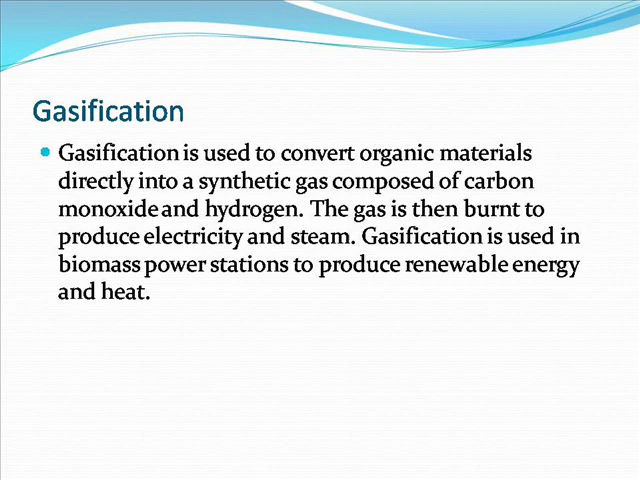 Gasification
Gasification is used to convert organic materials
directly into a synthetic gas composed of carbon
monoxide and hydrogen. The gas is then burnt to
produce electricity and steam. Gasification is used in
biomass power stations to produce renewable energy
and heat.